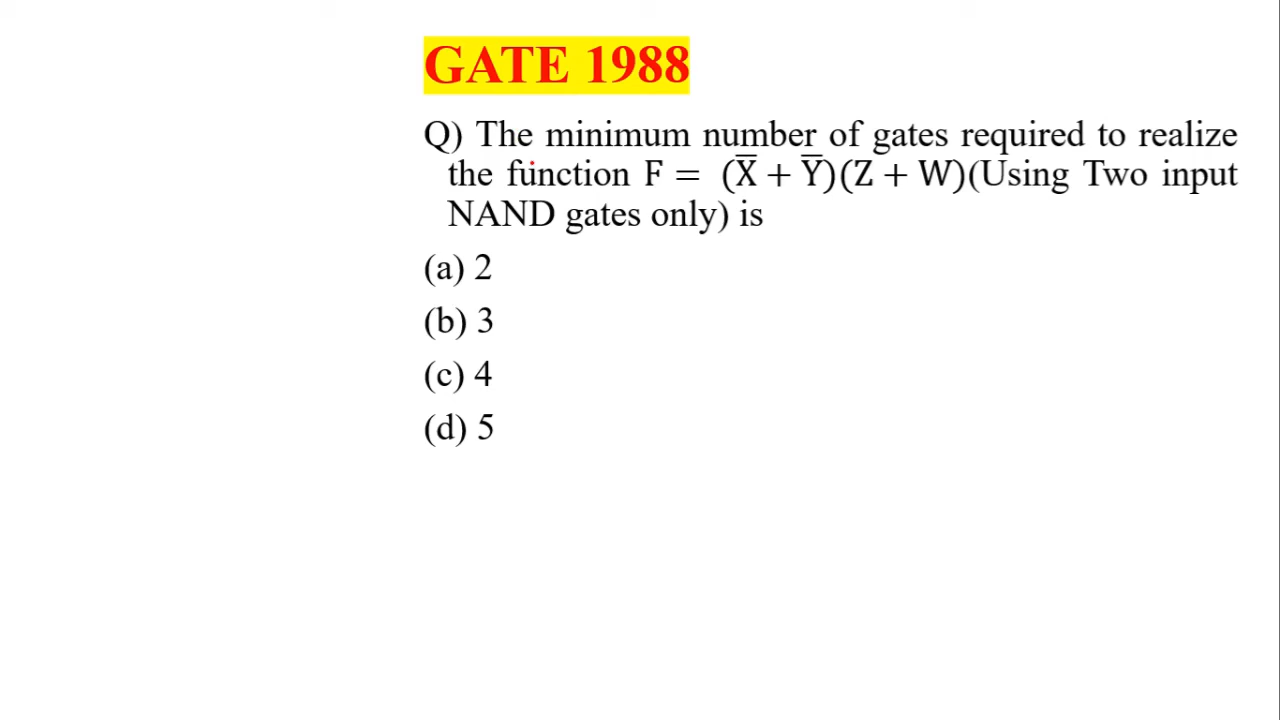 GATE 1988
Q) The minimum number of gates required to realize
the function F = (X̅ + Y̅)(Z + W)(Using Two input
NAND gates only) is
(a) 2
(b) 3
(c) 4
(d) 5